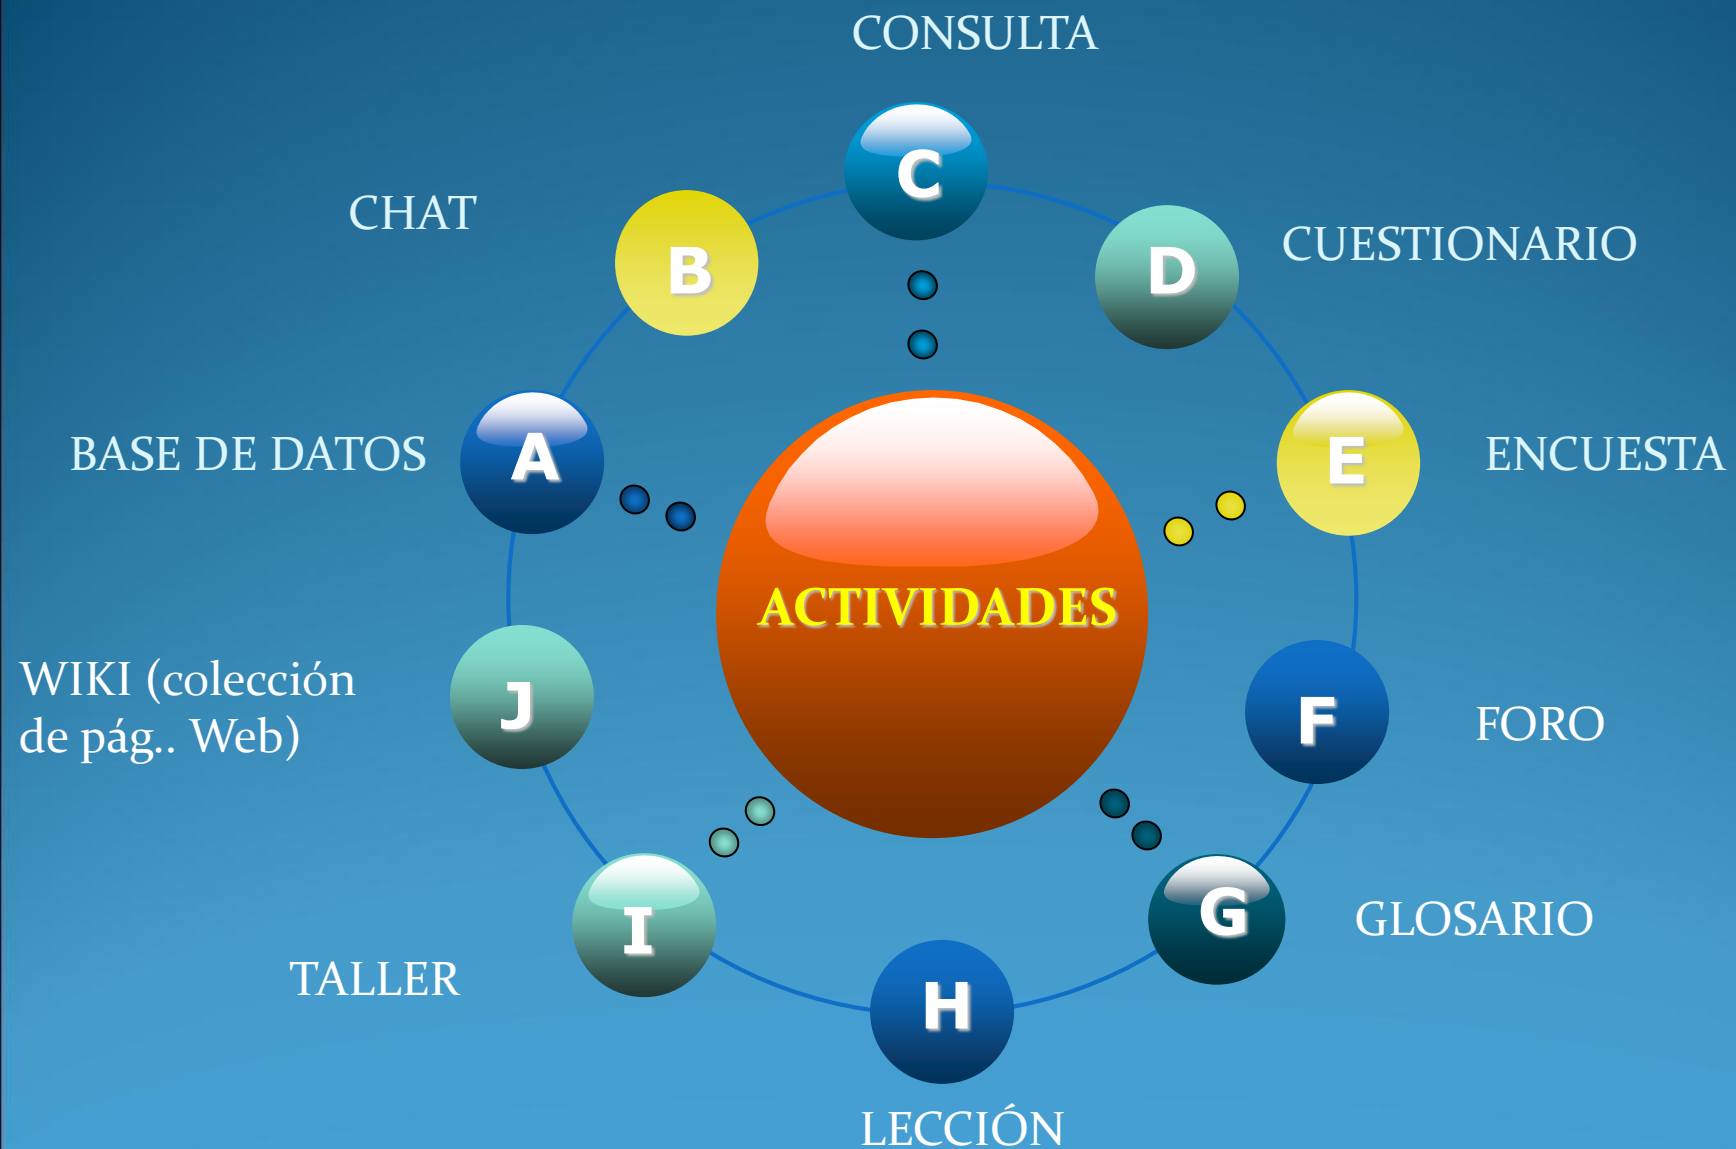 CONSULTA
C
CHAT
B
D
CUESTIONARIO
BASE DE DATOS
A
E
ENCUESTA
ACTIVIDADES
WIKI (colección
de pág.. Web)
J
F
FORO
I
G
GLOSARIO
TALLER
H
LECCIÓN